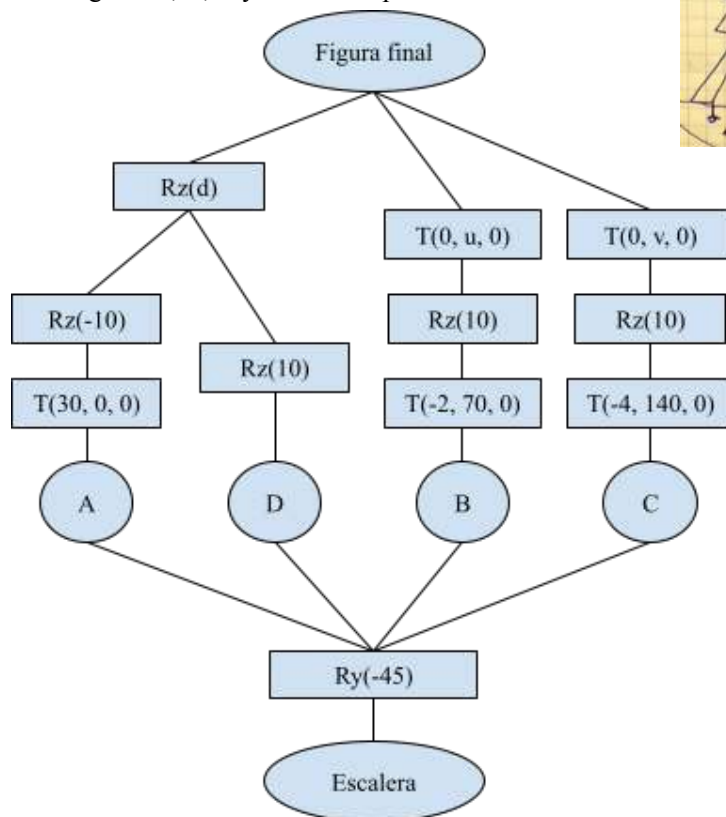 Figura final
Rz(d)
T(0, u, 0)
T(0, v, 0)
Rz(-10)
Rz(10)
Rz(10)
Rz(10)
T(30, 0, 0)
T(-2, 70, 0)
T(-4, 140, 0)
A
D
B
C
Ry(-45)
Escalera